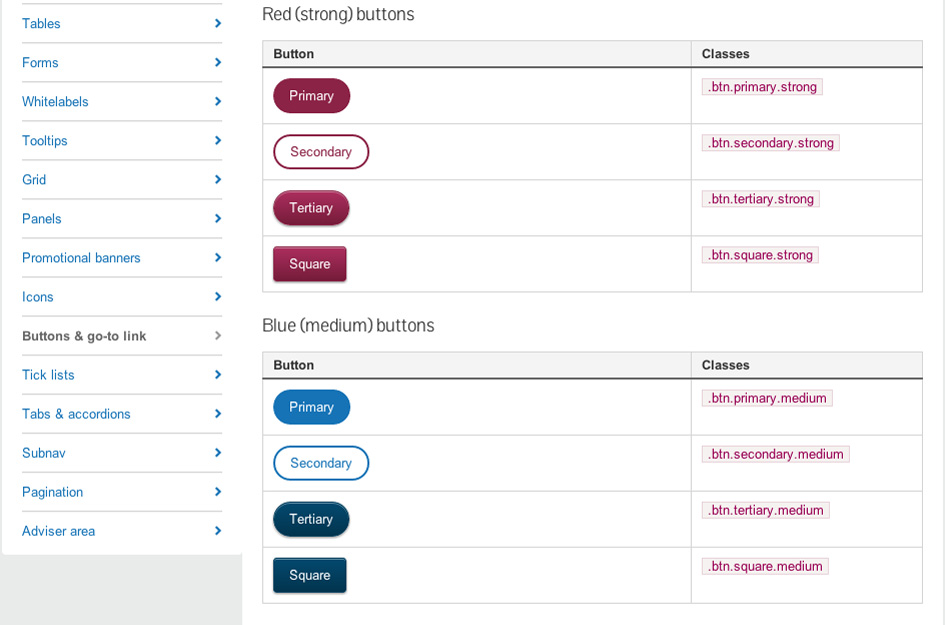 Tables
Forms
Whitelabels
Tooltips
Grid
Panels
Promotional banners
Icons
Buttons & go-to link
Tick lists
Tabs & accordions
Subnav
Pagination
Adviser area
Red (strong) buttons
Button Classes
Primary .btn.primary.strong
Secondary .btn.secondary.strong
Tertiary .btn.tertiary.strong
Square .btn.square.strong
Blue (medium) buttons
Button Classes
Primary .btn.primary.medium
Secondary .btn.secondary.medium
Tertiary .btn.tertiary.medium
Square .btn.square.medium